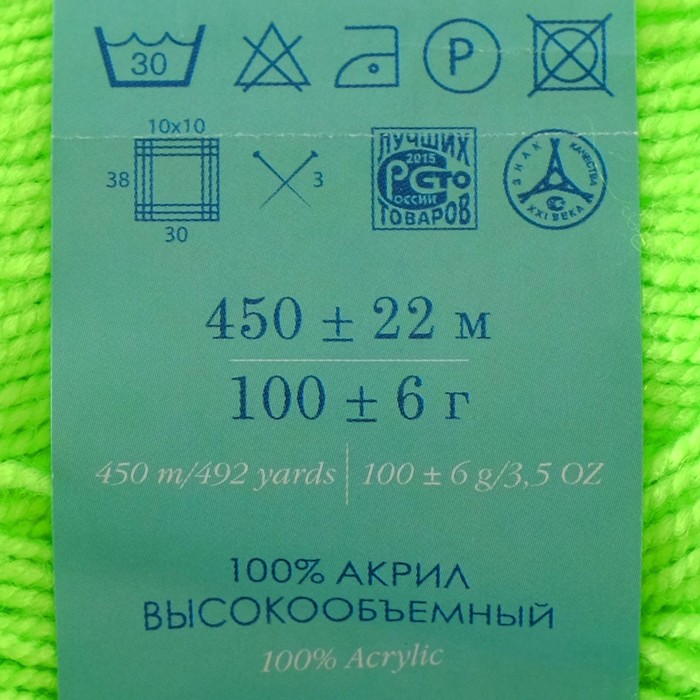 30 P
10x10
38 3
30
ЛУЧШИХ
2015
РОССИИ СТО
ТОВАРОВ
ЗНАК КАЧЕСТВА
XXI ВЕКА
450 ± 22 м
100 ± 6 г
450 m/492 yards | 100 ± 6 g/3,5 OZ
100% АКРИЛ
ВЫСОКООБЪЕМНЫЙ
100% Acrylic